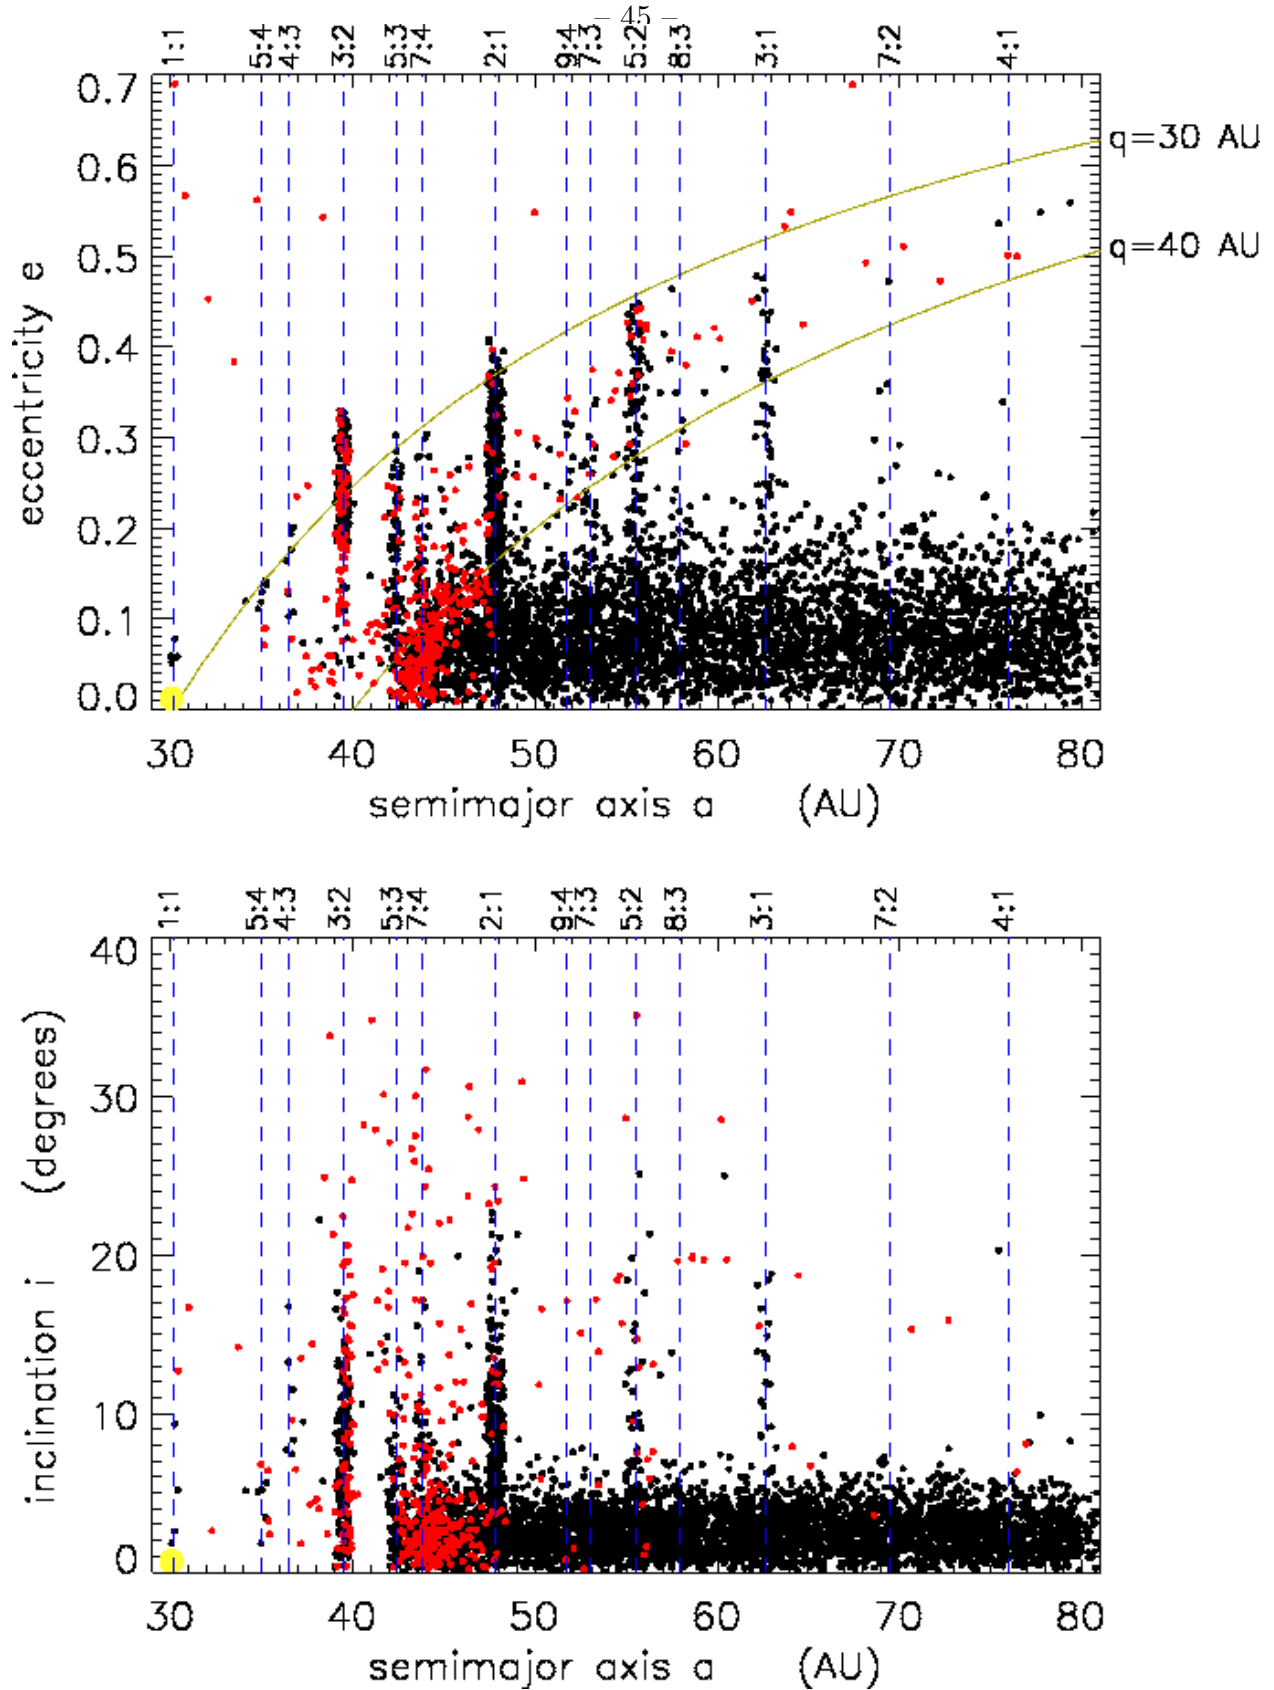 – 45 –
1:1 5:4 4:3 3:2 5:3 7:4 2:1 9:4 7:3 5:2 8:3 3:1 7:2 4:1
0.7
0.6
0.5
0.4
0.3
0.2
0.1
0.0
eccentricity e
q=30 AU
q=40 AU
30 40 50 60 70 80
semimajor axis a (AU)
1:1 5:4 4:3 3:2 5:3 7:4 2:1 9:4 7:3 5:2 8:3 3:1 7:2 4:1
40
30
20
10
0
inclination i (degrees)
30 40 50 60 70 80
semimajor axis a (AU)